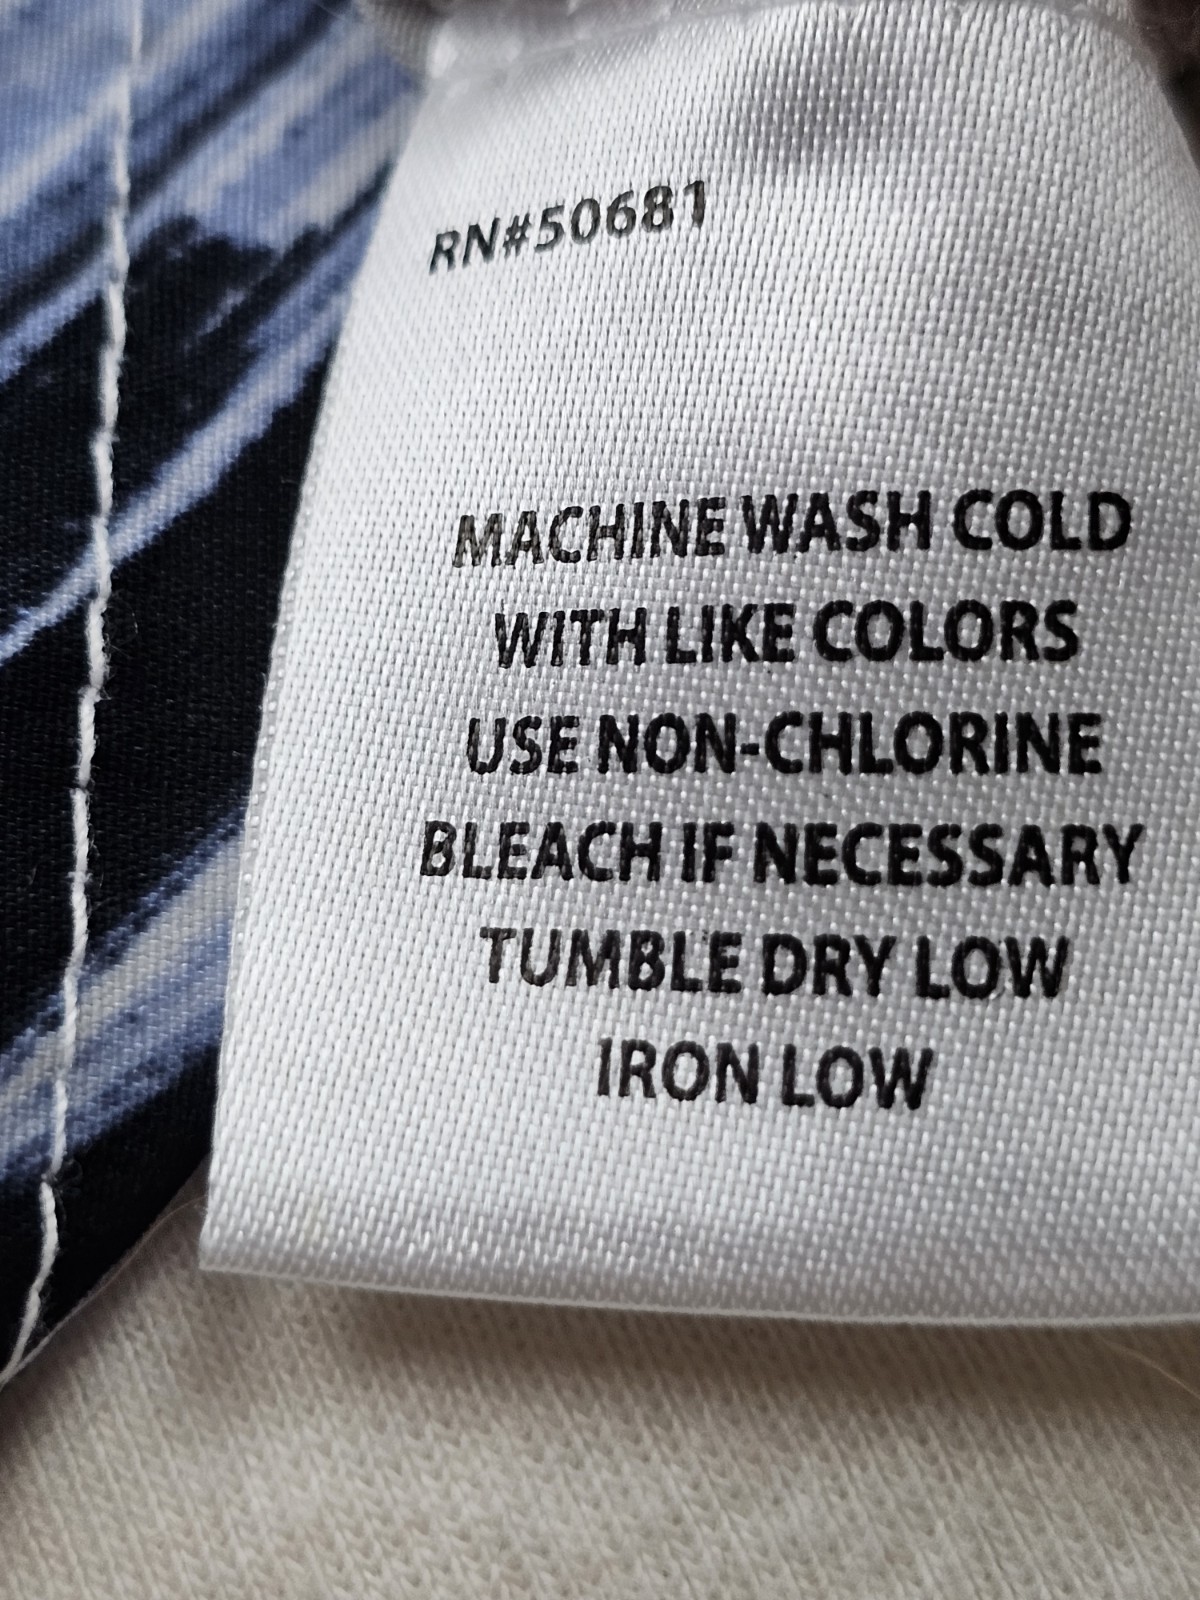 RN#50681
MACHINE WASH COLD
WITH LIKE COLORS
USE NON-CHLORINE
BLEACH IF NECESSARY
TUMBLE DRY LOW
IRON LOW